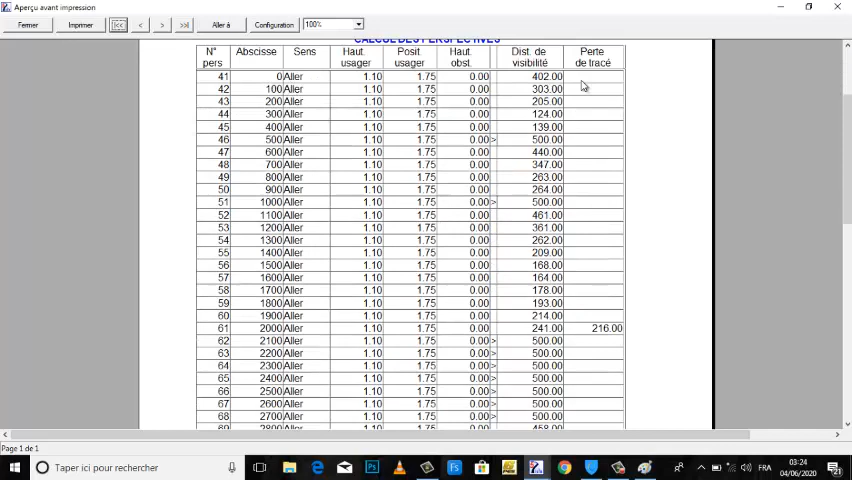 Aperçu avant impression
Fermer Imprimer |<< < > >>| Aller à Configuration 100%
CALCUL DES PERSPECTIVES
N° pers Abscisse Sens Haut. usager Posit usager Haut. obst. Dist. de visibilité Perte de tracé
41 0 Aller 1.10 1.75 0.00 402.00
42 100 Aller 1.10 1.75 0.00 303.00
43 200 Aller 1.10 1.75 0.00 205.00
44 300 Aller 1.10 1.75 0.00 124.00
45 400 Aller 1.10 1.75 0.00 139.00
46 500 Aller 1.10 1.75 0.00 > 500.00
47 600 Aller 1.10 1.75 0.00 440.00
48 700 Aller 1.10 1.75 0.00 347.00
49 800 Aller 1.10 1.75 0.00 263.00
50 900 Aller 1.10 1.75 0.00 264.00
51 1000 Aller 1.10 1.75 0.00 > 500.00
52 1100 Aller 1.10 1.75 0.00 461.00
53 1200 Aller 1.10 1.75 0.00 361.00
54 1300 Aller 1.10 1.75 0.00 262.00
55 1400 Aller 1.10 1.75 0.00 209.00
56 1500 Aller 1.10 1.75 0.00 168.00
57 1600 Aller 1.10 1.75 0.00 164.00
58 1700 Aller 1.10 1.75 0.00 178.00
59 1800 Aller 1.10 1.75 0.00 193.00
60 1900 Aller 1.10 1.75 0.00 214.00
61 2000 Aller 1.10 1.75 0.00 241.00 216.00
62 2100 Aller 1.10 1.75 0.00 > 500.00
63 2200 Aller 1.10 1.75 0.00 > 500.00
64 2300 Aller 1.10 1.75 0.00 > 500.00
65 2400 Aller 1.10 1.75 0.00 > 500.00
66 2500 Aller 1.10 1.75 0.00 > 500.00
67 2600 Aller 1.10 1.75 0.00 > 500.00
68 2700 Aller 1.10 1.75 0.00 > 500.00
69 2800 Aller 1.10 1.75 0.00 458.00
Page 1 de 1
Taper ici pour rechercher
Ps
FS
FRA
03:24
04/06/2020
21